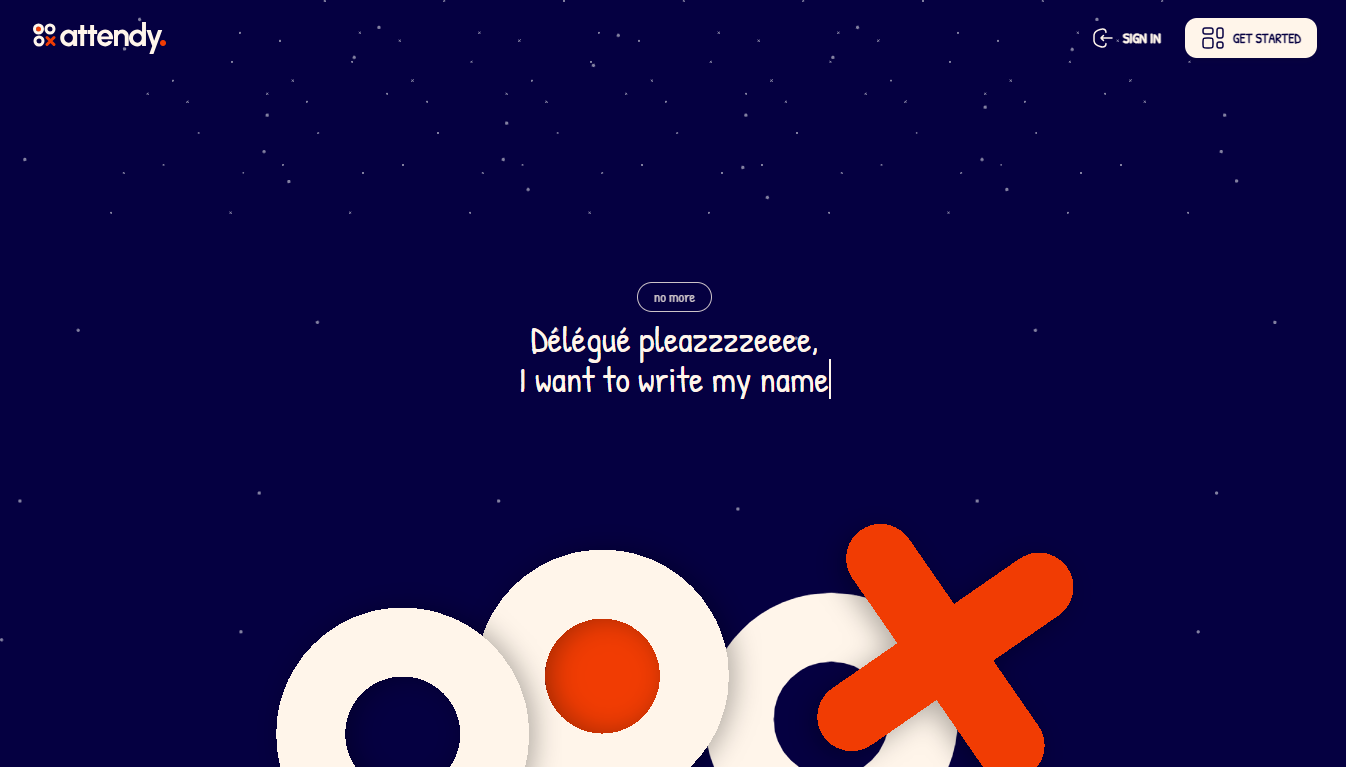 attendy.
SIGN IN
GET STARTED
no more
Délégué pleazzzzeeee,
I want to write my name